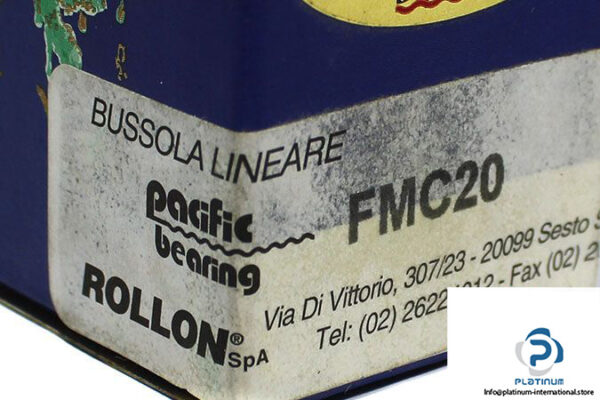 BUSSOLA LINEARE
pacific
bearing
FMC20
ROLLON® SpA
Via Di Vittorio, 307/23 - 20099 Sesto
Tel: (02) - Fax (02)
PLATINUM
Info@platinum-international.store